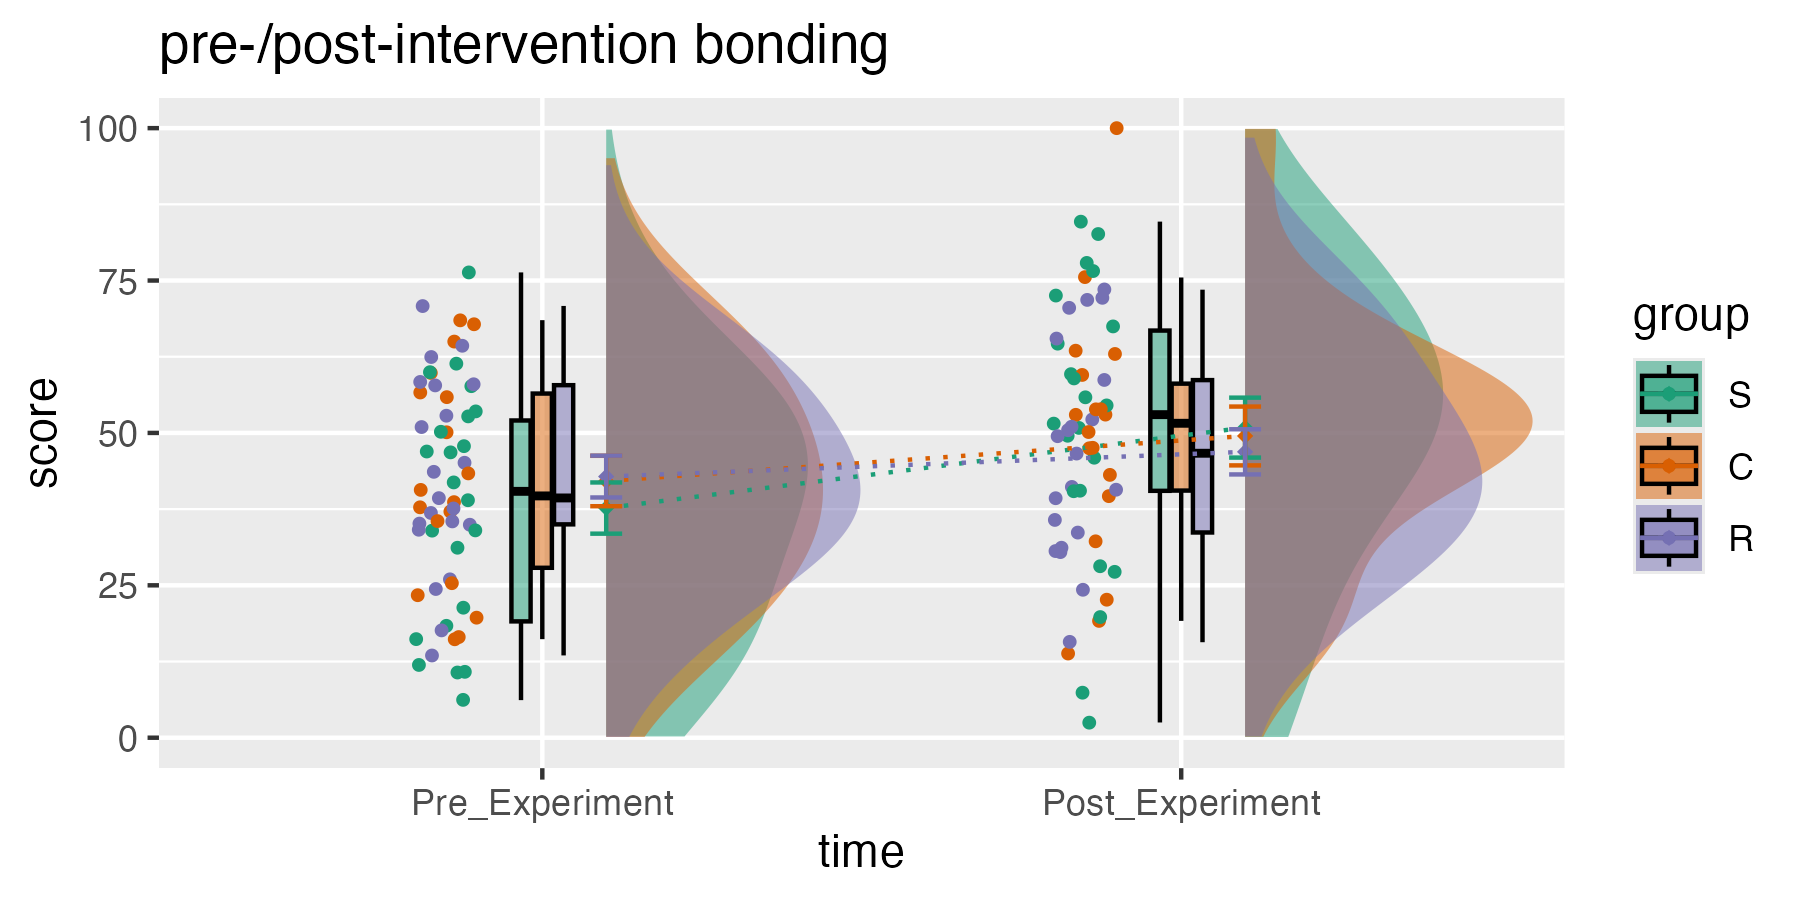 pre-/post-intervention bonding
100
75
50
25
0
score
Pre_Experiment
Post_Experiment
time
group
S
C
R